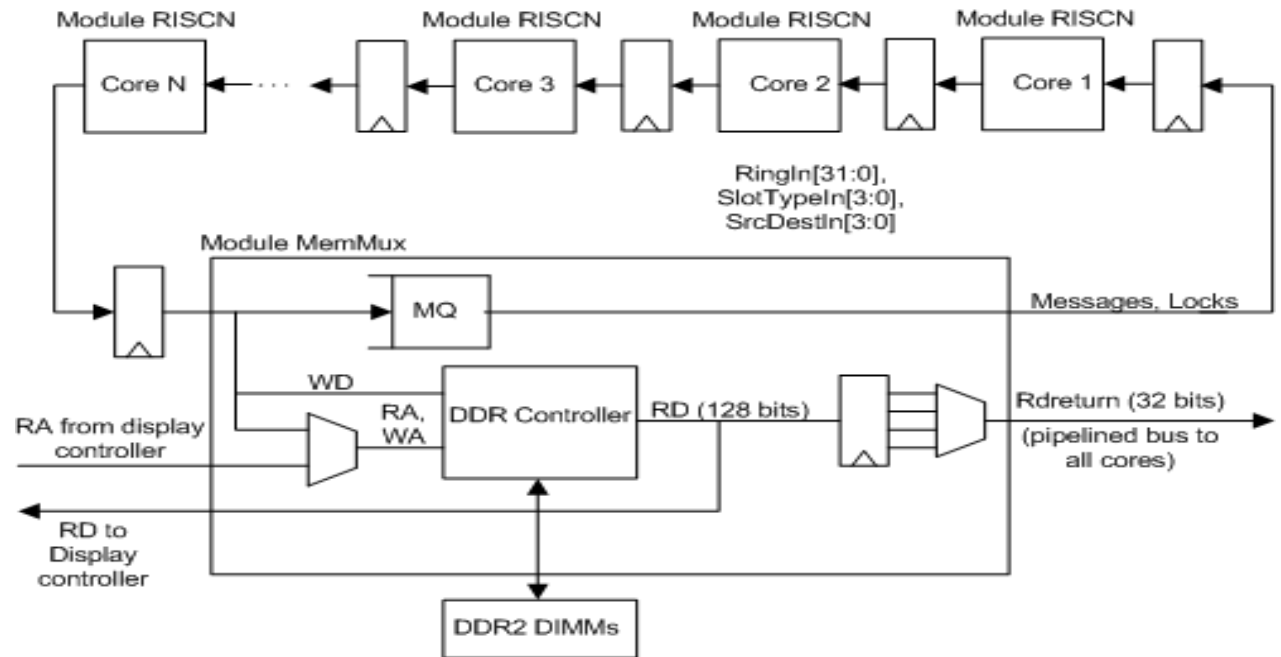 Module RISCN
Module RISCN
Module RISCN
Module RISCN
Core N
...
Core 3
Core 2
Core 1
RingIn[31:0],
SlotTypeIn[3:0],
SrcDestIn[3:0]
Module MemMux
MQ
Messages, Locks
WD
RA from display
controller
RA,
WA
DDR Controller
RD (128 bits)
Rdreturn (32 bits)
(pipelined bus to
all cores)
RD to
Display
controller
DDR2 DIMMs